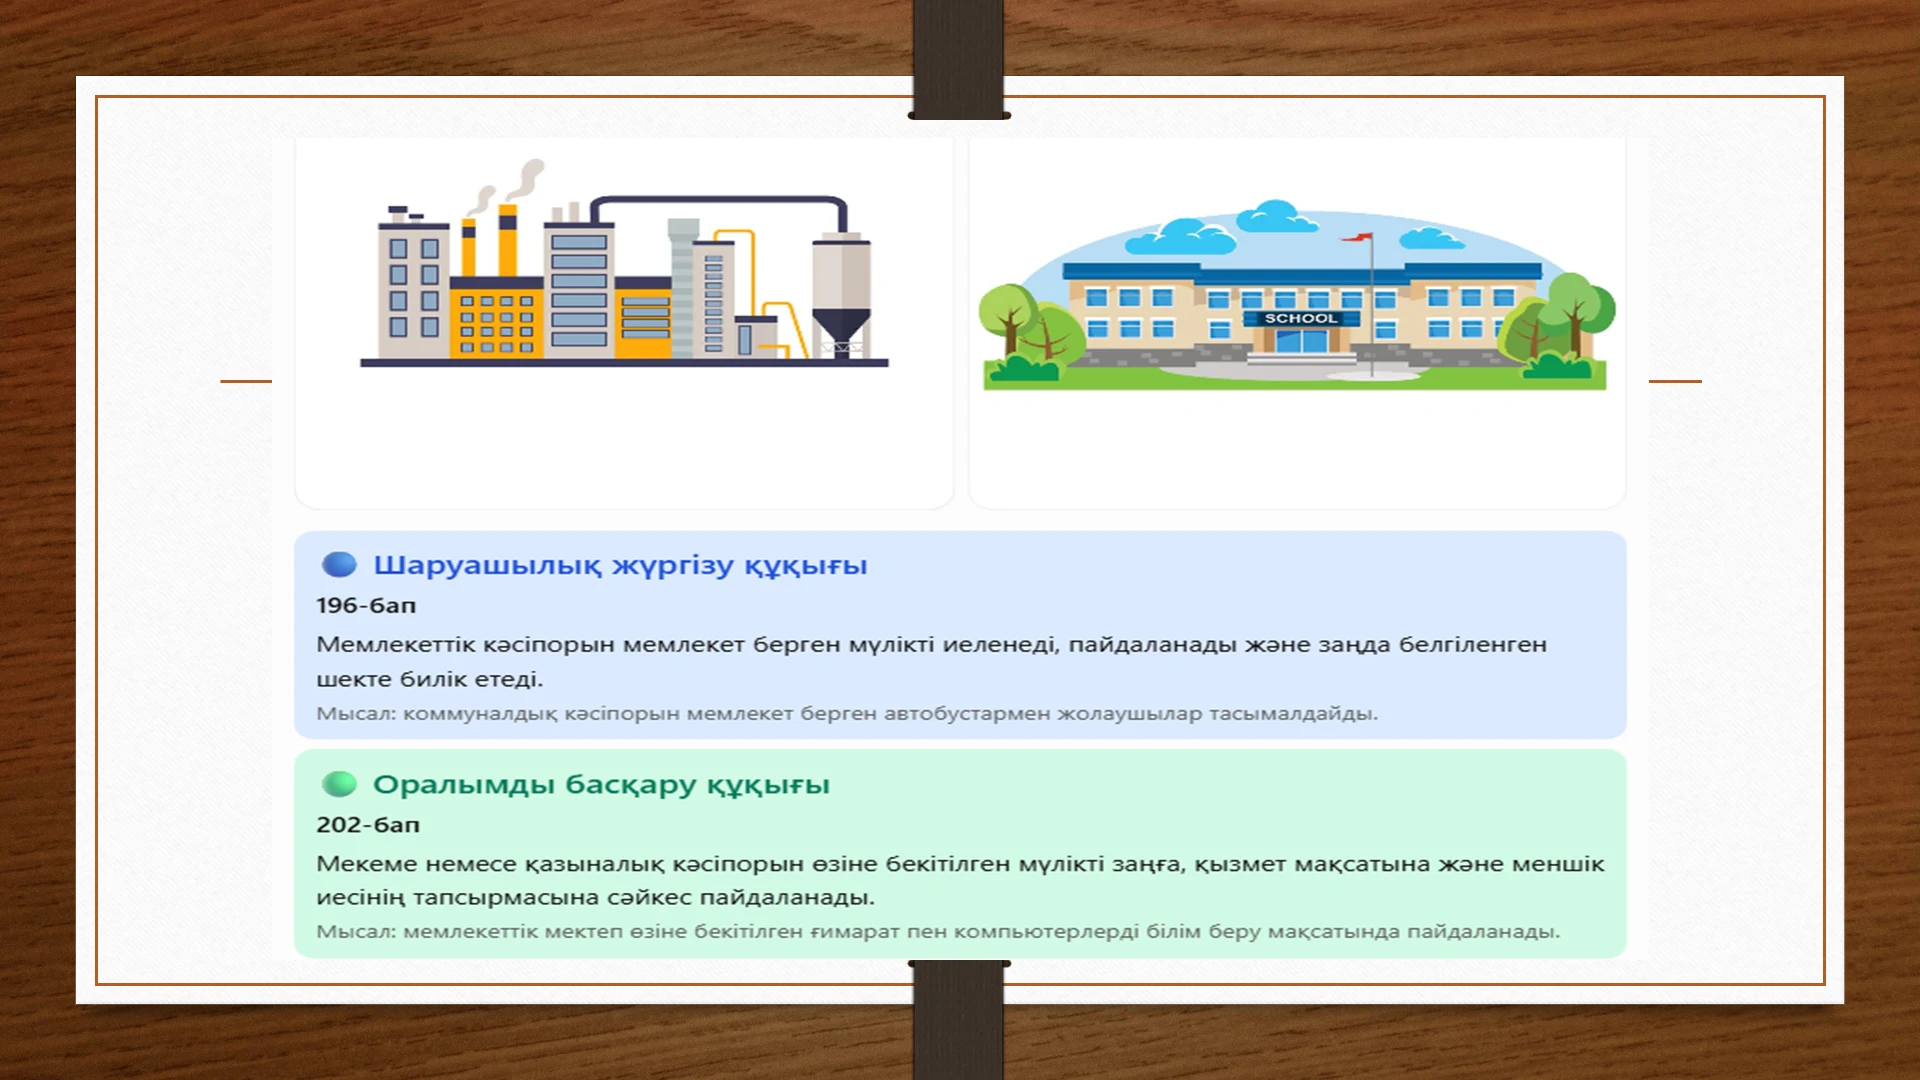 SCHOOL
Шаруашылық жүргізу құқығы
196-бап
Мемлекеттік кәсіпорын мемлекет берген мүлікті иеленеді, пайдаланады және заңда белгіленген
шекте билік етеді.
Мысал: коммуналдық кәсіпорын мемлекет берген автобустармен жолаушылар тасымалдайды.
Оралымды басқару құқығы
202-бап
Мекеме немесе қазыналық кәсіпорын өзіне бекітілген мүлікті заңға, қызмет мақсатына және меншік
иесінің тапсырмасына сәйкес пайдаланады.
Мысал: мемлекеттік мектеп өзіне бекітілген ғимарат пен компьютерлерді білім беру мақсатында пайдаланады.